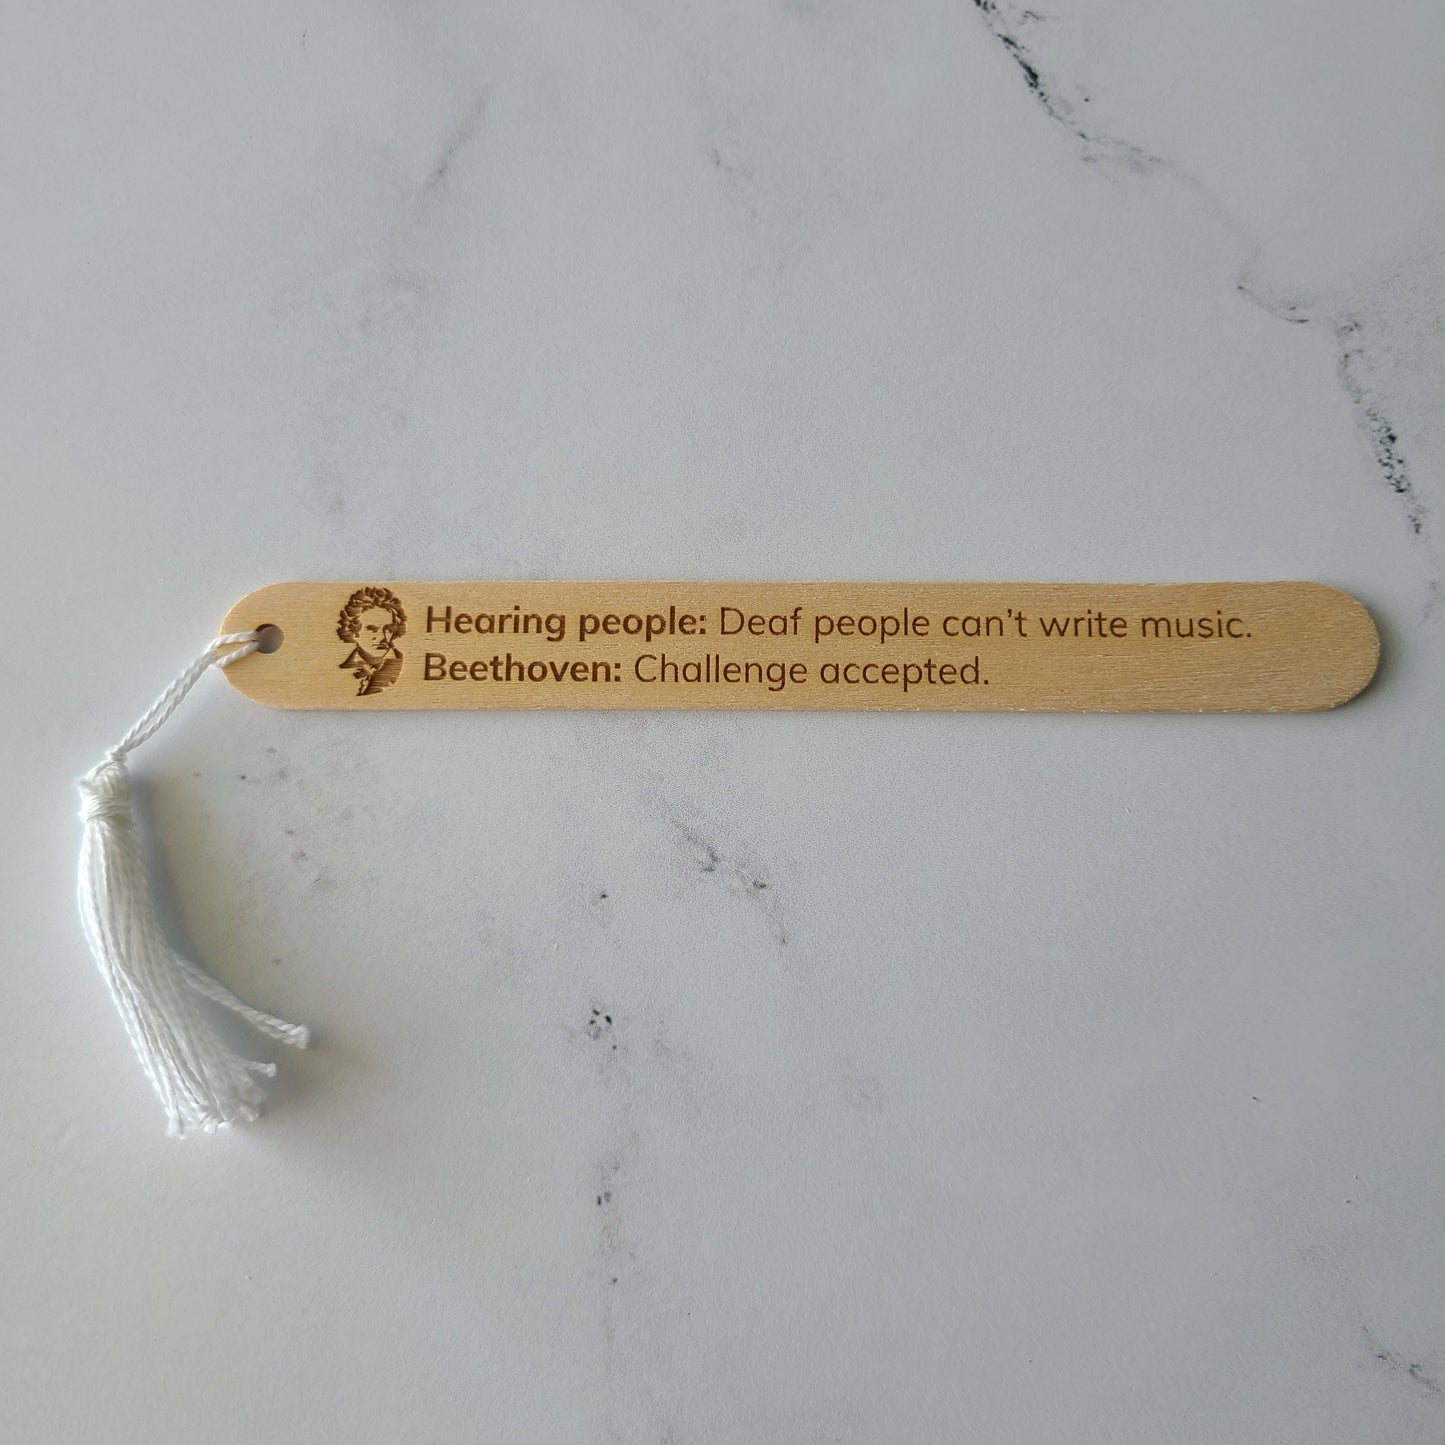 Hearing people: Deaf people can't write music.
Beethoven: Challenge accepted.